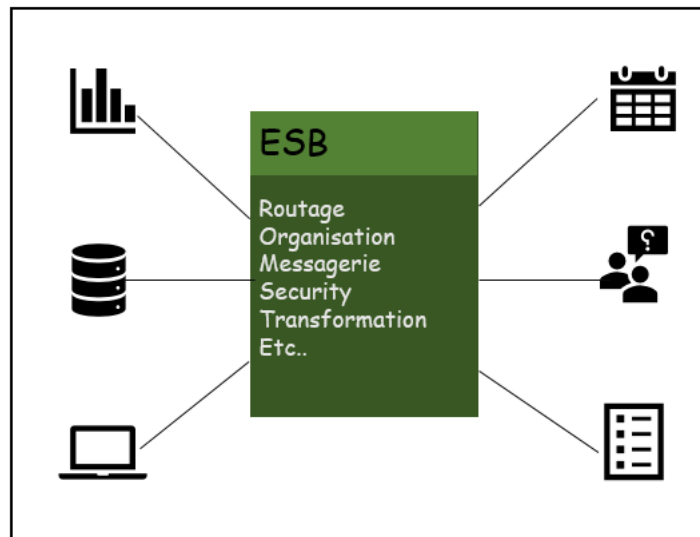 ESB
Routage
Organisation
Messagerie
Security
Transformation
Etc..
?